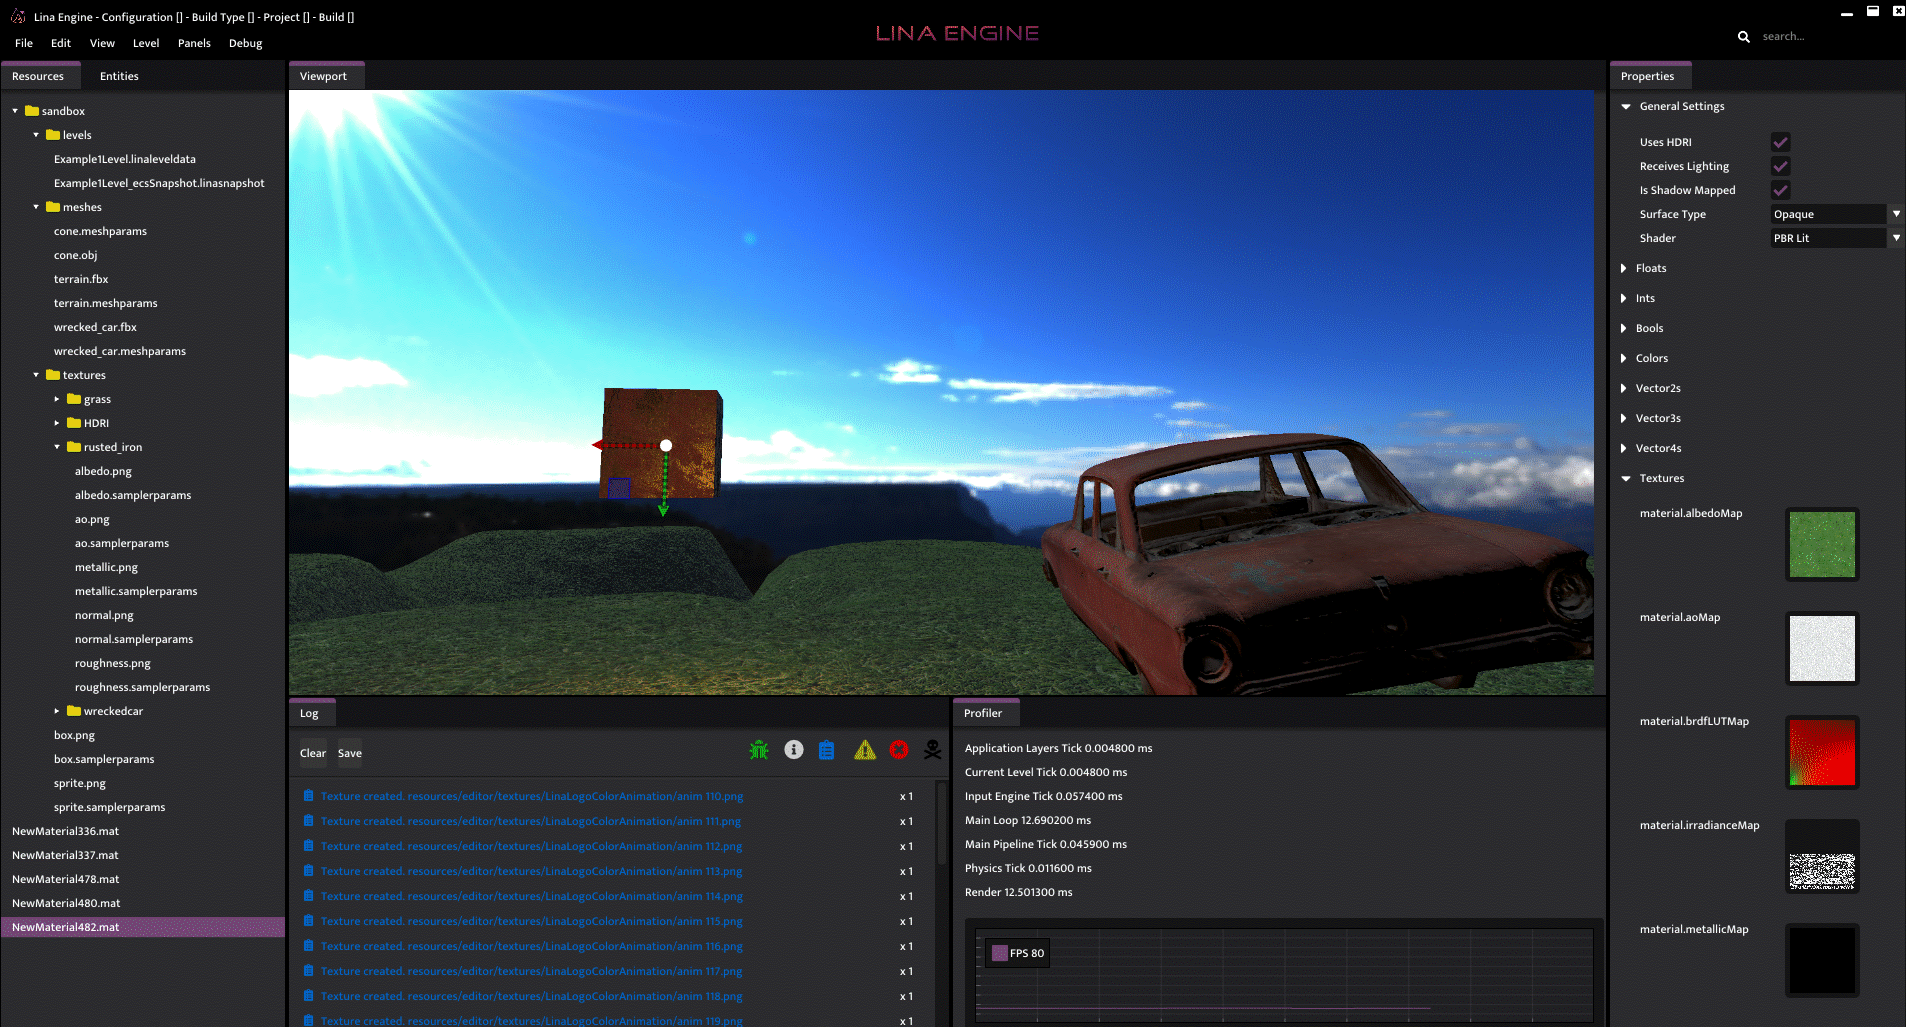 Lina Engine - Configuration [] - Build Type [] - Project [] - Build []
LINA ENGINE
File Edit View Level Panels Debug
search...
Resources Entities
sandbox
levels
Example1Level.linaleveldata
Example1Level_ecsSnapshot.linasnapshot
meshes
cone.meshparams
cone.obj
terrain.fbx
terrain.meshparams
wrecked_car.fbx
wrecked_car.meshparams
textures
grass
HDRI
rusted_iron
albedo.png
albedo.samplerparams
ao.png
ao.samplerparams
metallic.png
metallic.samplerparams
normal.png
normal.samplerparams
roughness.png
roughness.samplerparams
wreckedcar
box.png
box.samplerparams
sprite.png
sprite.samplerparams
NewMaterial336.mat
NewMaterial337.mat
NewMaterial478.mat
NewMaterial480.mat
NewMaterial482.mat
Viewport
Log
Clear Save
Texture created. resources/editor/textures/LinaLogoColorAnimation/anim 110.png x 1
Texture created. resources/editor/textures/LinaLogoColorAnimation/anim 111.png x 1
Texture created. resources/editor/textures/LinaLogoColorAnimation/anim 112.png x 1
Texture created. resources/editor/textures/LinaLogoColorAnimation/anim 113.png x 1
Texture created. resources/editor/textures/LinaLogoColorAnimation/anim 114.png x 1
Texture created. resources/editor/textures/LinaLogoColorAnimation/anim 115.png x 1
Texture created. resources/editor/textures/LinaLogoColorAnimation/anim 116.png x 1
Texture created. resources/editor/textures/LinaLogoColorAnimation/anim 117.png x 1
Texture created. resources/editor/textures/LinaLogoColorAnimation/anim 118.png x 1
Texture created. resources/editor/textures/LinaLogoColorAnimation/anim 119.png x 1
Profiler
Application Layers Tick 0.004800 ms
Current Level Tick 0.004800 ms
Input Engine Tick 0.057400 ms
Main Loop 12.690200 ms
Main Pipeline Tick 0.045900 ms
Physics Tick 0.011600 ms
Render 12.501300 ms
FPS 80
Properties
General Settings
Uses HDRI
Receives Lighting
Is Shadow Mapped
Surface Type Opaque
Shader PBR Lit
Floats
Ints
Bools
Colors
Vector2s
Vector3s
Vector4s
Textures
material.albedoMap
material.aoMap
material.brdfLUTMap
material.irradianceMap
material.metallicMap